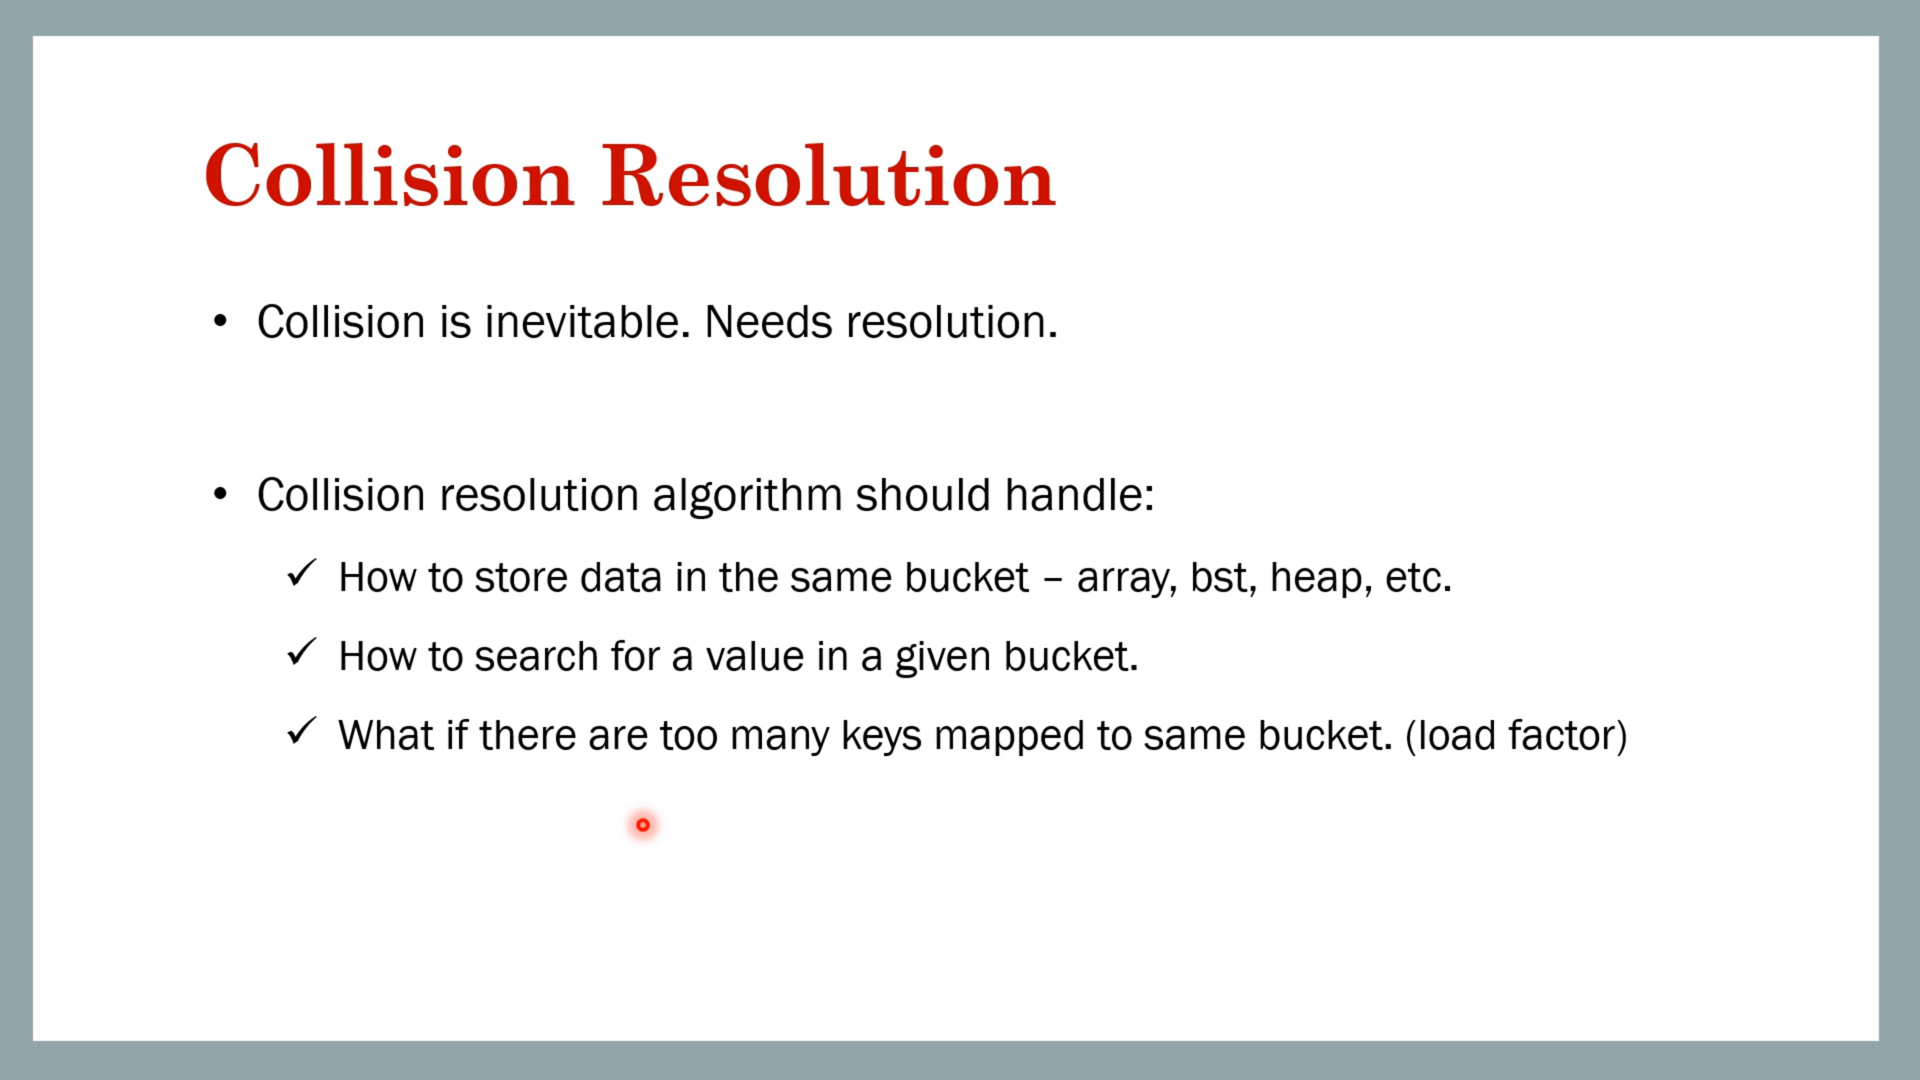 Collision Resolution
• Collision is inevitable. Needs resolution.
• Collision resolution algorithm should handle:
✓ How to store data in the same bucket – array, bst, heap, etc.
✓ How to search for a value in a given bucket.
✓ What if there are too many keys mapped to same bucket. (load factor)